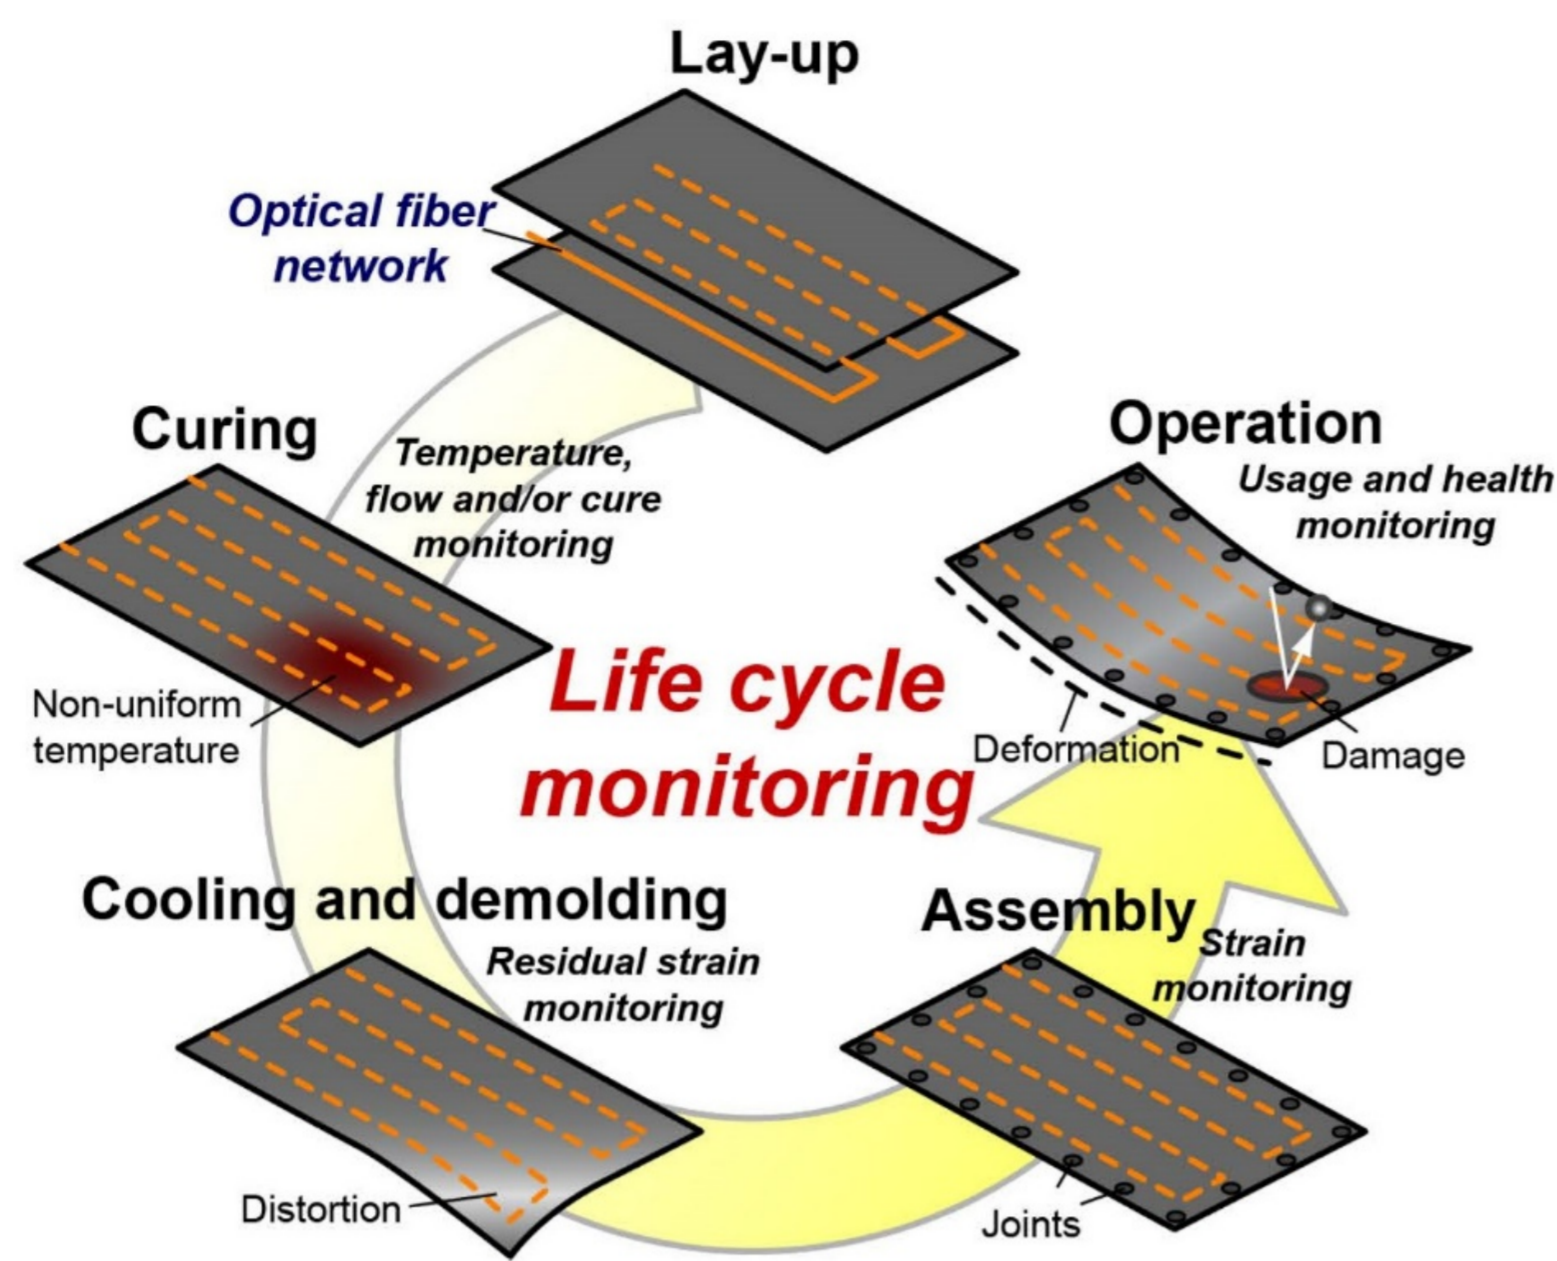 Lay-up
Optical fiber
network
Curing
Temperature,
flow and/or cure
monitoring
Non-uniform
temperature
Operation
Usage and health
monitoring
Deformation
Damage
Life cycle
monitoring
Cooling and demolding
Residual strain
monitoring
Distortion
Assembly
Strain
monitoring
Joints